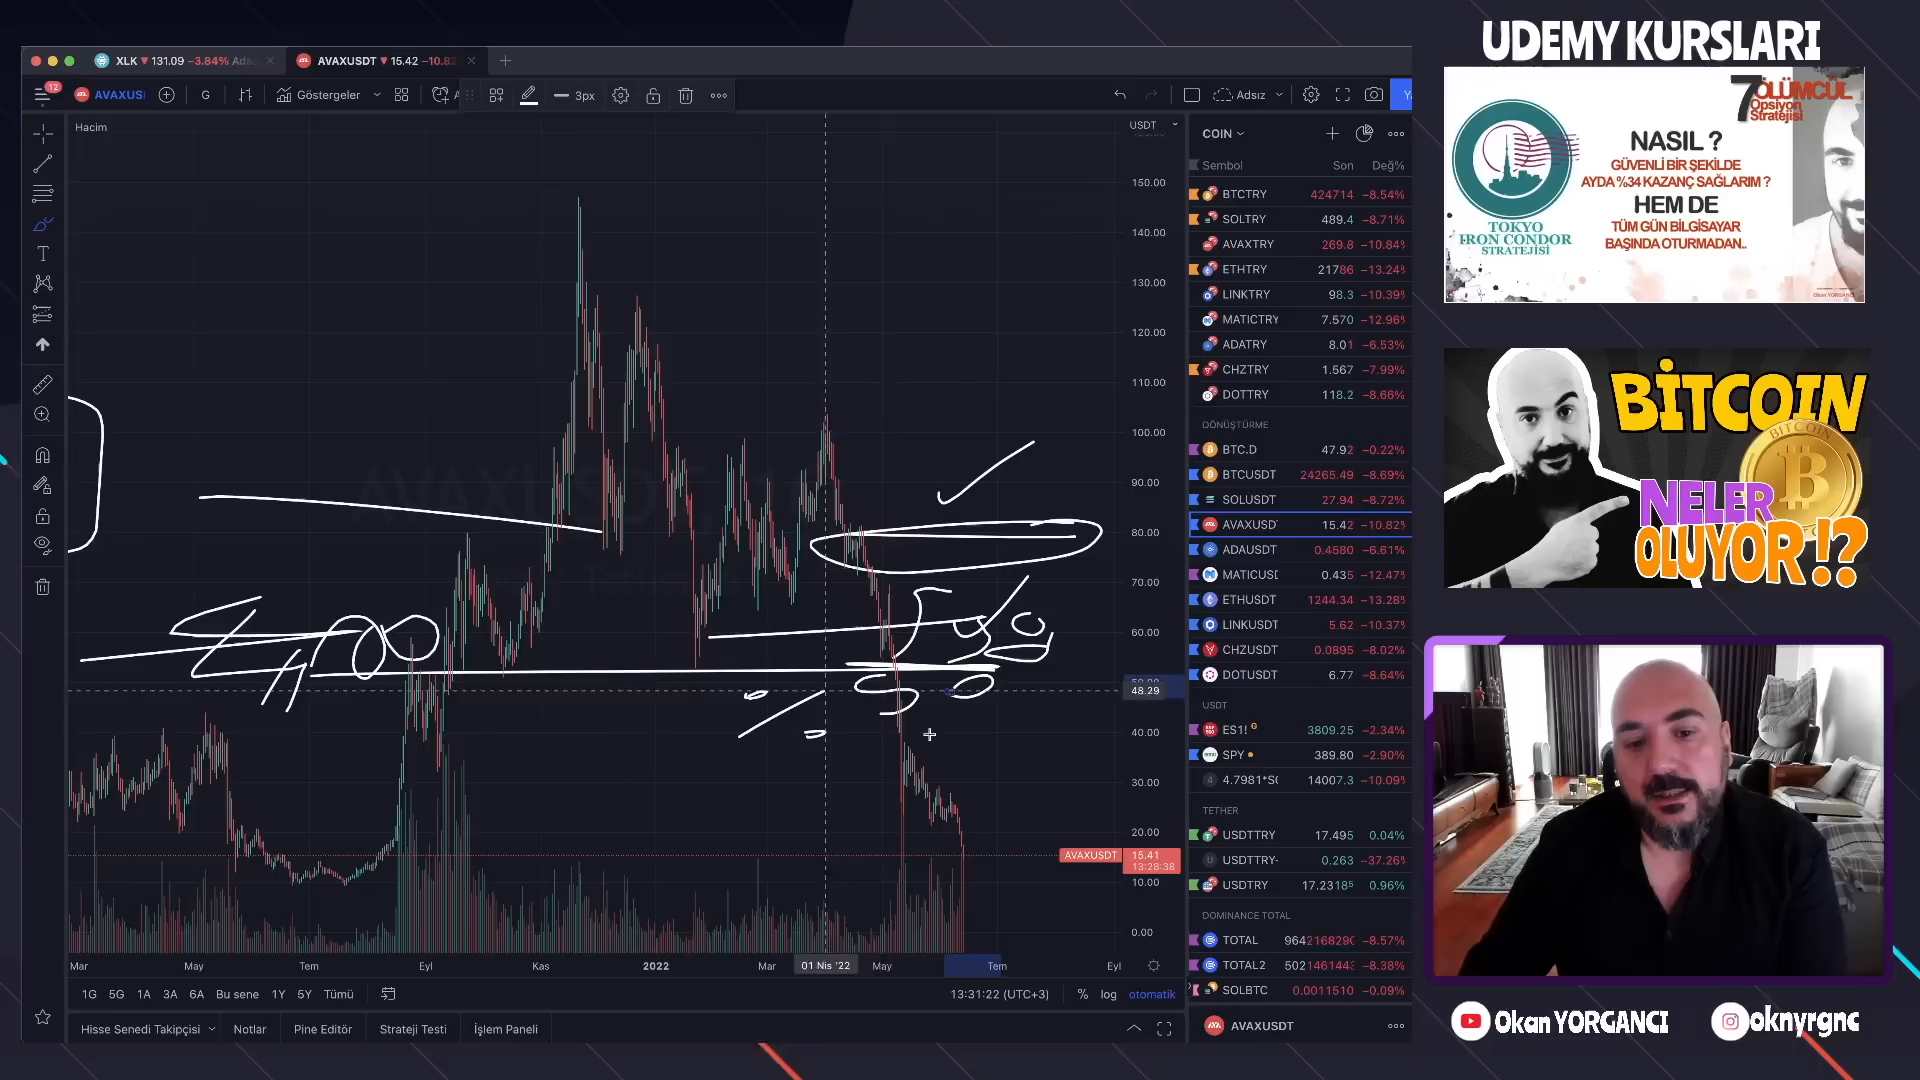 XLK ▼ 131.09 −3.84%
AVAXUSDT ▼ 15.42 −10.82
12
AVAXUS
G
Göstergeler
3px
Adsız
Hacim
USDT
150.00
140.00
130.00
120.00
110.00
100.00
90.00
80.00
70.00
60.00
48.29
40.00
30.00
20.00
AVAXUSDT 15.41
13:28:38
10.00
0.00
Mar May Tem Eyl Kas 2022 Mar 01 Nis '22 May Tem Eyl
1G 5G 1A 3A 6A Bu sene 1Y 5Y Tümü
13:31:22 (UTC+3) % log otomatik
Hisse Senedi Takipçisi Notlar Pine Editör Strateji Testi İşlem Paneli
COIN
Sembol Son Değ%
BTCTRY 424714 −8.54%
SOLTRY 489.4 −8.71%
AVAXTRY 269.8 −10.84%
ETHTRY 21786 −13.24%
LINKTRY 98.3 −10.39%
MATICTRY 7.570 −12.96%
ADATRY 8.01 −6.53%
CHZTRY 1.567 −7.99%
DOTTRY 118.2 −8.66%
DÖNÜŞTÜRME
BTC.D 47.92 −0.22%
BTCUSDT 24265.49 −8.69%
SOLUSDT 27.94 −8.72%
AVAXUSD 15.42 −10.82%
ADAUSDT 0.4580 −6.61%
MATICUSD 0.435 −12.47%
ETHUSDT 1244.34 −13.28%
LINKUSDT 5.62 −10.37%
CHZUSDT 0.0895 −8.02%
DOTUSDT 6.77 −8.64%
USDT
ES1! G 3809.25 −2.34%
SPY 389.80 −2.90%
4.7981*S( 14007.3 −10.09%
TETHER
USDTTRY 17.495 0.04%
USDTTRY- 0.263 −37.26%
USDTRY 17.2318⁵ 0.96%
DOMINANCE TOTAL
TOTAL −8.57%
TOTAL2 −8.38%
SOLBTC 0.0011510 −0.09%
AVAXUSDT
UDEMY KURSLARI
7 ÖLÜMCÜL
Opsiyon
Stratejisi
NASIL ?
GÜVENLİ BİR ŞEKİLDE
AYDA %34 KAZANÇ SAĞLARIM ?
HEM DE
TÜM GÜN BİLGİSAYAR
BAŞINDA OTURMADAN..
TOKYO
IRON CONDOR
STRATEJİSİ
Okan YORGANCI
BİTCOIN
BITCOIN
NELER
OLUYOR !?
Okan YORGANCI
oknyrgnc